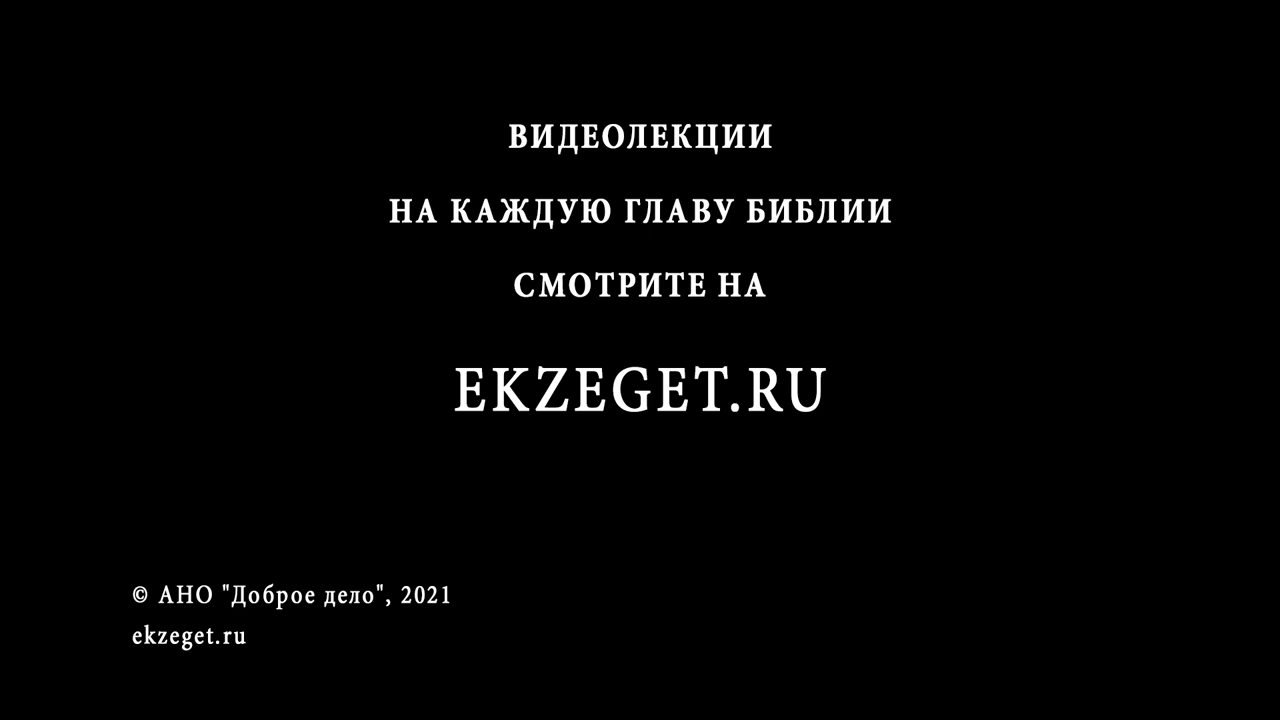 ВИДЕОЛЕКЦИИ
НА КАЖДУЮ ГЛАВУ БИБЛИИ
СМОТРИТЕ НА
EKZEGET.RU
© АНО "Доброе дело", 2021
ekzeget.ru